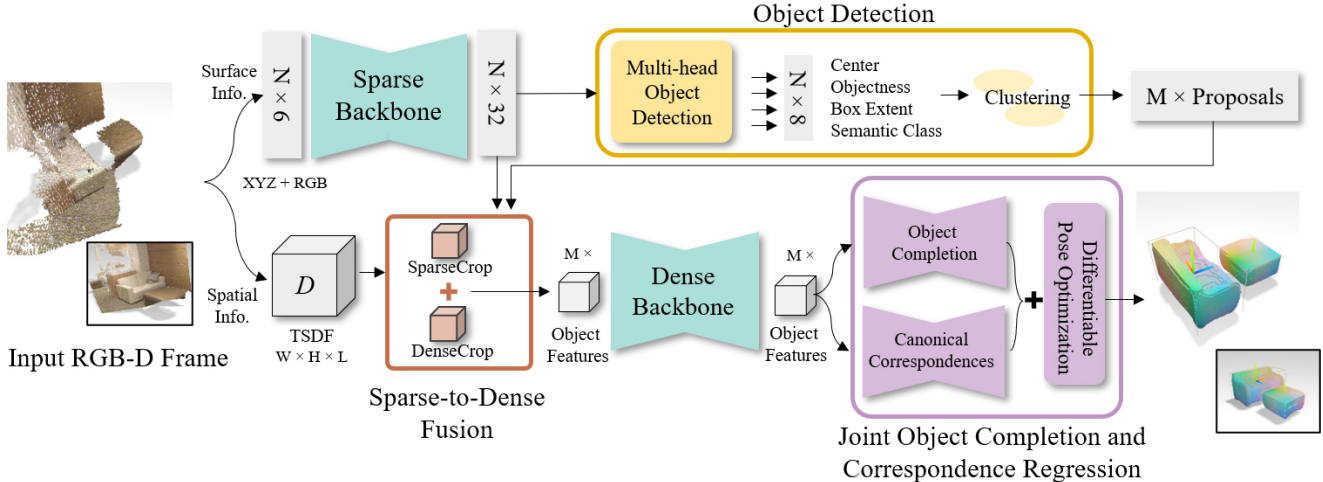 Object Detection
Surface
Info.
N × 6
Sparse
Backbone
N × 32
Multi-head
Object
Detection
N × 8
Center
Objectness
Box Extent
Semantic Class
Clustering
M × Proposals
XYZ + RGB
Spatial
Info.
Input RGB-D Frame
D
TSDF
W × H × L
SparseCrop
+
DenseCrop
Sparse-to-Dense
Fusion
M ×
Object
Features
Dense
Backbone
M ×
Object
Features
Object
Completion
Canonical
Correspondences
+
Differentiable
Pose Optimization
Joint Object Completion and
Correspondence Regression